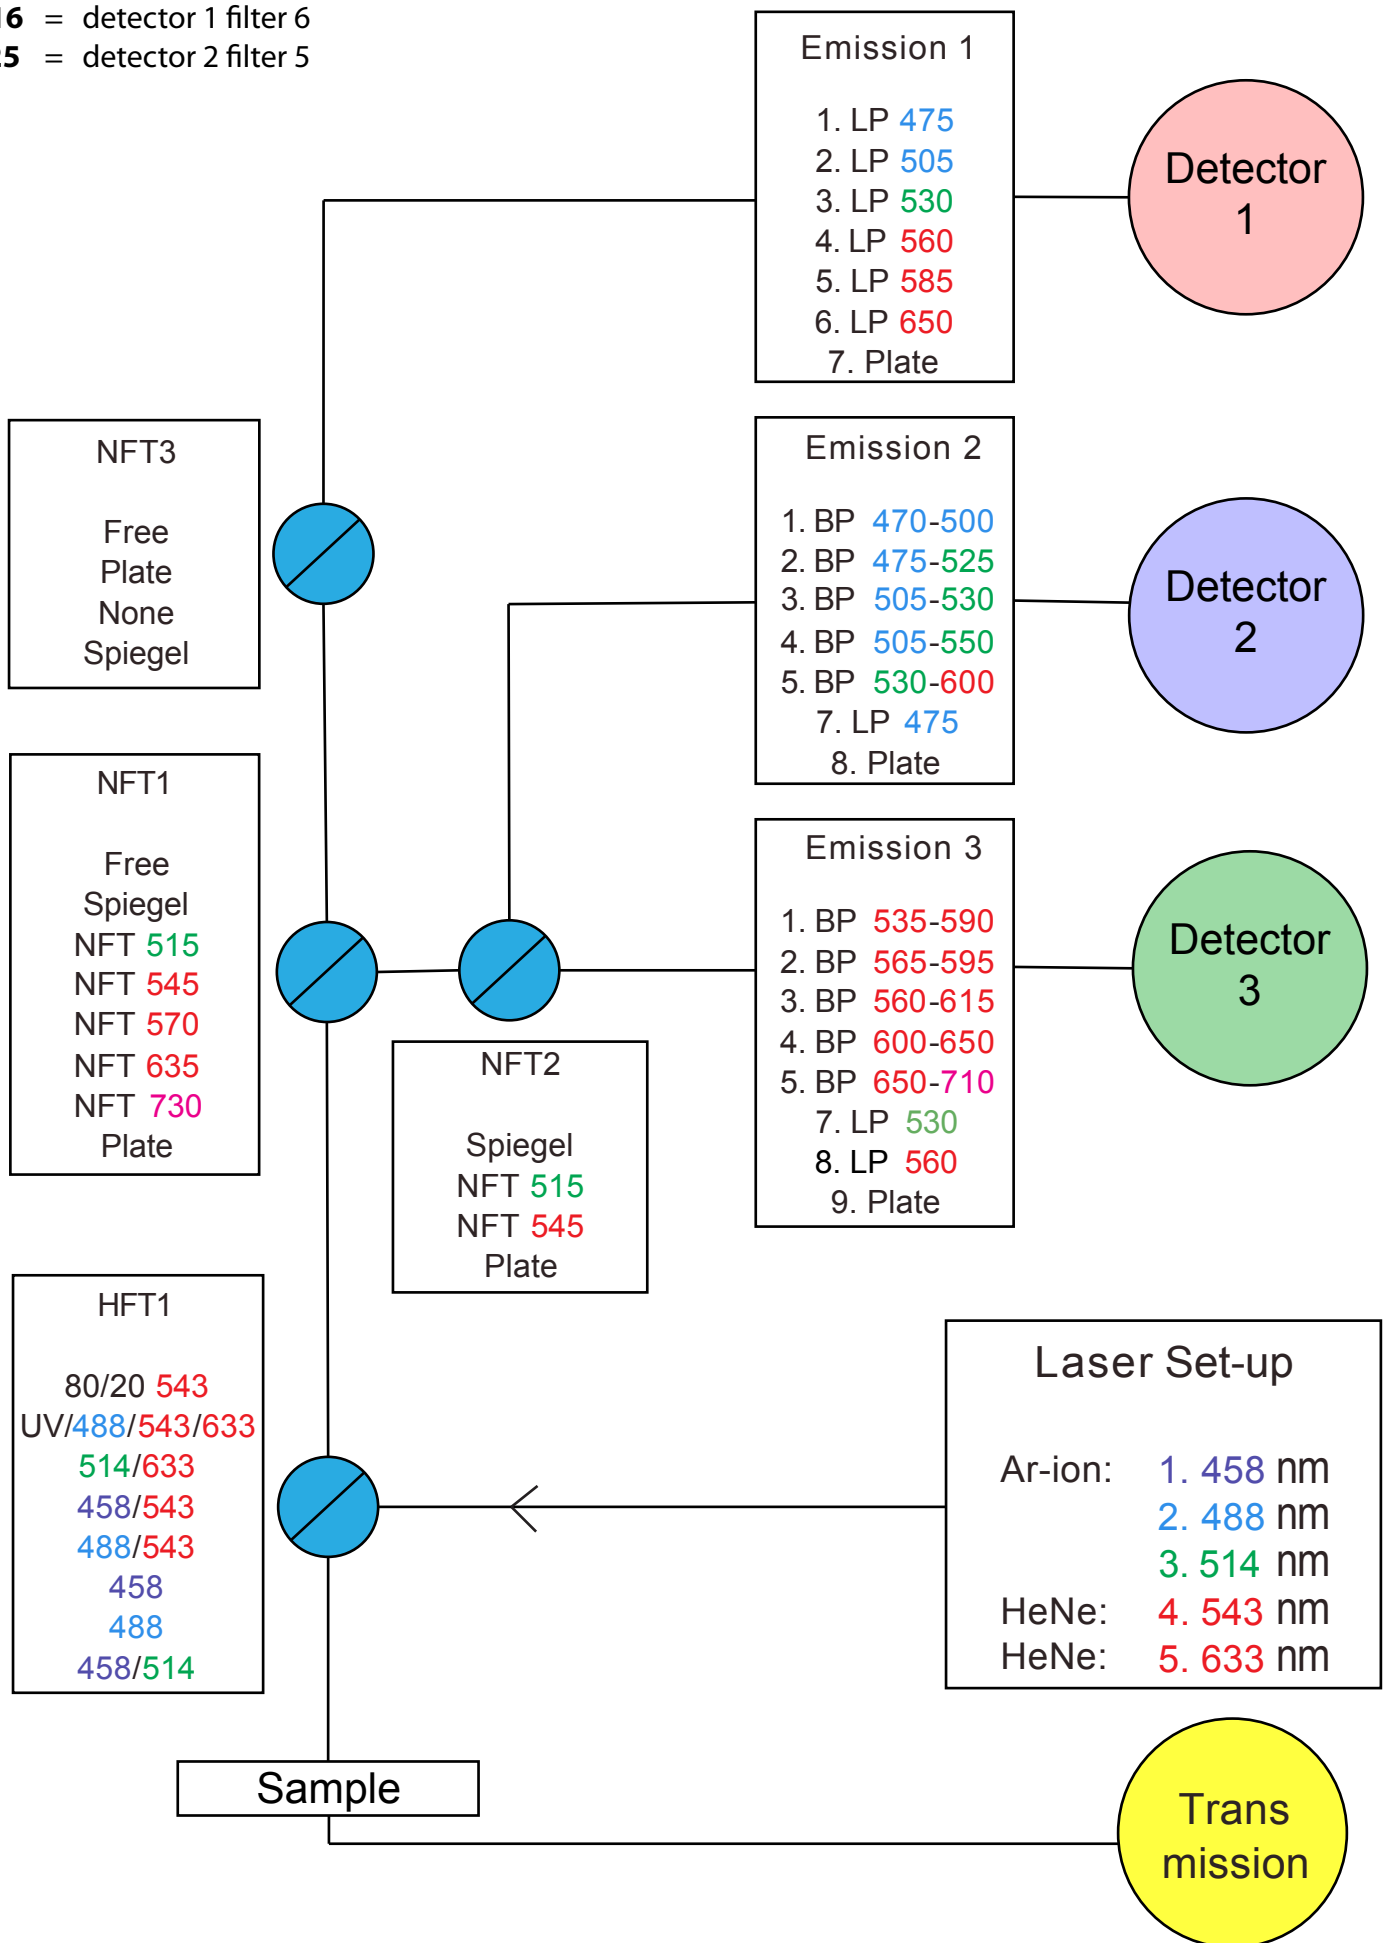 16 = detector 1 filter 6
25 = detector 2 filter 5
Emission 1
1. LP 475
2. LP 505
3. LP 530
4. LP 560
5. LP 585
6. LP 650
7. Plate
Detector
1
NFT3
Free
Plate
None
Spiegel
Emission 2
1. BP 470-500
2. BP 475-525
3. BP 505-530
4. BP 505-550
5. BP 530-600
7. LP 475
8. Plate
Detector
2
NFT1
Free
Spiegel
NFT 515
NFT 545
NFT 570
NFT 635
NFT 730
Plate
Emission 3
1. BP 535-590
2. BP 565-595
3. BP 560-615
4. BP 600-650
5. BP 650-710
7. LP 530
8. LP 560
9. Plate
Detector
3
NFT2
Spiegel
NFT 515
NFT 545
Plate
HFT1
80/20 543
UV/488/543/633
514/633
458/543
488/543
458
488
458/514
Laser Set-up
Ar-ion: 1. 458 nm
2. 488 nm
3. 514 nm
HeNe: 4. 543 nm
HeNe: 5. 633 nm
Sample
Trans
mission